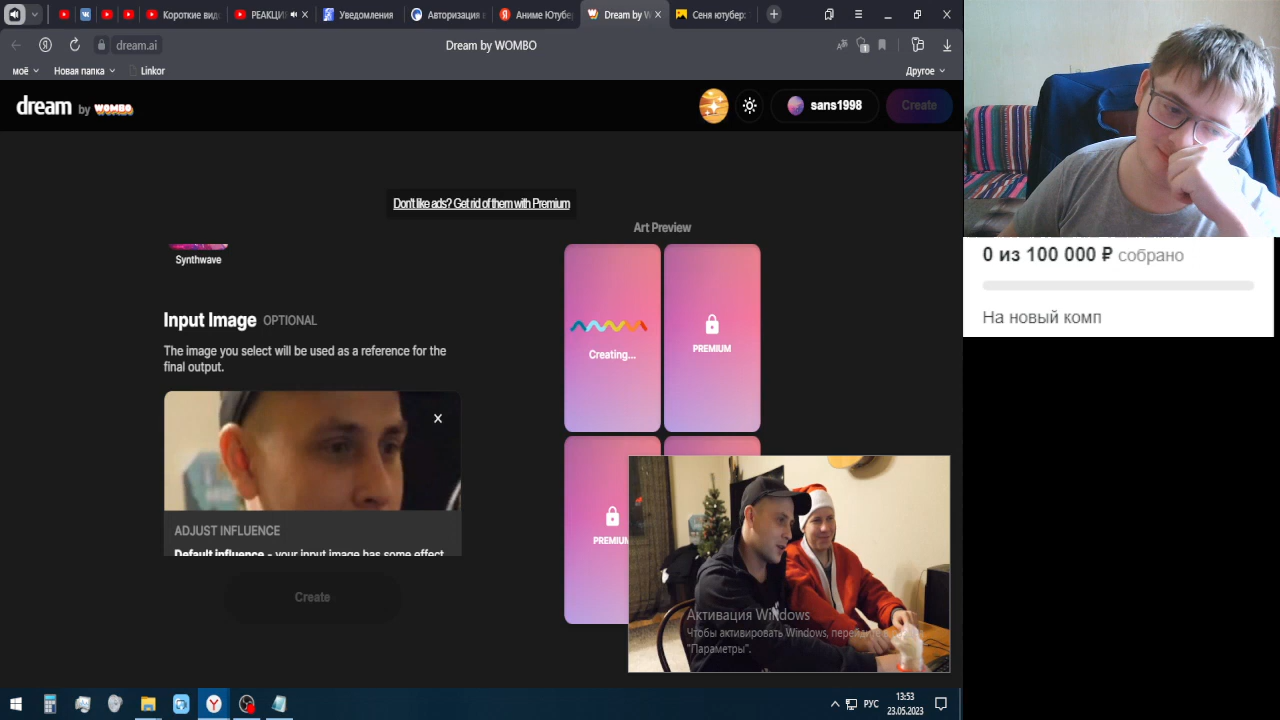 Короткие вид
РЕАКЦИ
Уведомления
Авторизация в
Аниме Ютубе
Dream by W
Сеня ютубер:
dream.ai
Dream by WOMBO
моё
Новая папка
Linkor
Другое
dream by WOMBO
sans1998
Create
Don't like ads? Get rid of them with Premium
Art Preview
Synthwave
Input Image OPTIONAL
The image you select will be used as a reference for the
final output.
Creating...
PREMIUM
ADJUST INFLUENCE
Default influence - your input image has some effect
PREMIUM
Create
Активация Windows
Чтобы активировать Windows, перейдите в
"Параметры".
0 из 100 000 ₽ собрано
На новый комп
РУС
13:53
23.05.2023